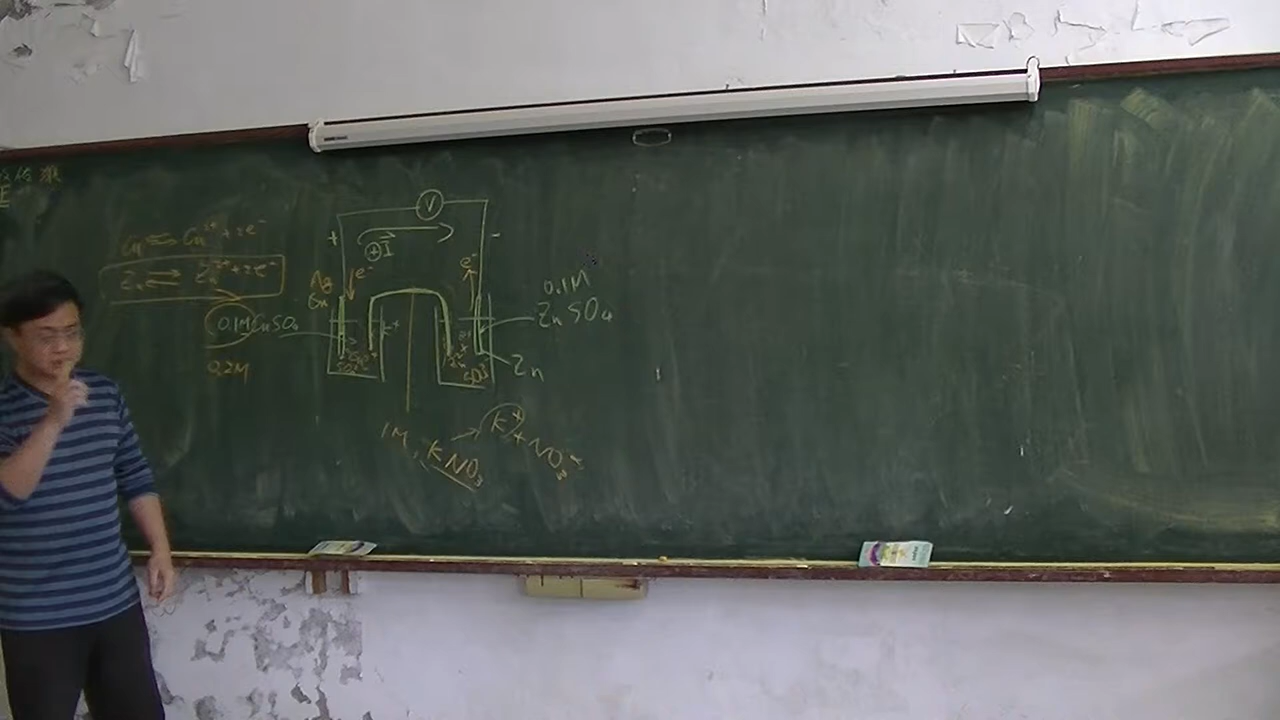 Cu ⇌ Cu²⁺+2e⁻
Zn ⇌ Zn²⁺+2e⁻
0.1M CuSO₄
0.2M
V
+
-
+I
e⁻
e⁻
Ag
Cu
K⁺
0.1M
ZnSO₄
Zn
1M, KNO₃ → K⁺ + NO₃